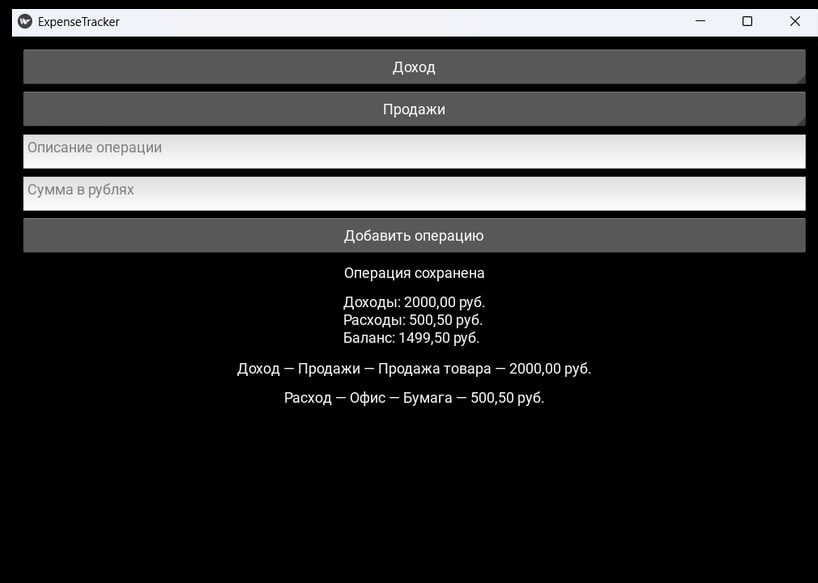 ExpenseTracker
Доход
Продажи
Описание операции
Сумма в рублях
Добавить операцию
Операция сохранена
Доходы: 2000,00 руб.
Расходы: 500,50 руб.
Баланс: 1499,50 руб.
Доход — Продажи — Продажа товара — 2000,00 руб.
Расход — Офис — Бумага — 500,50 руб.